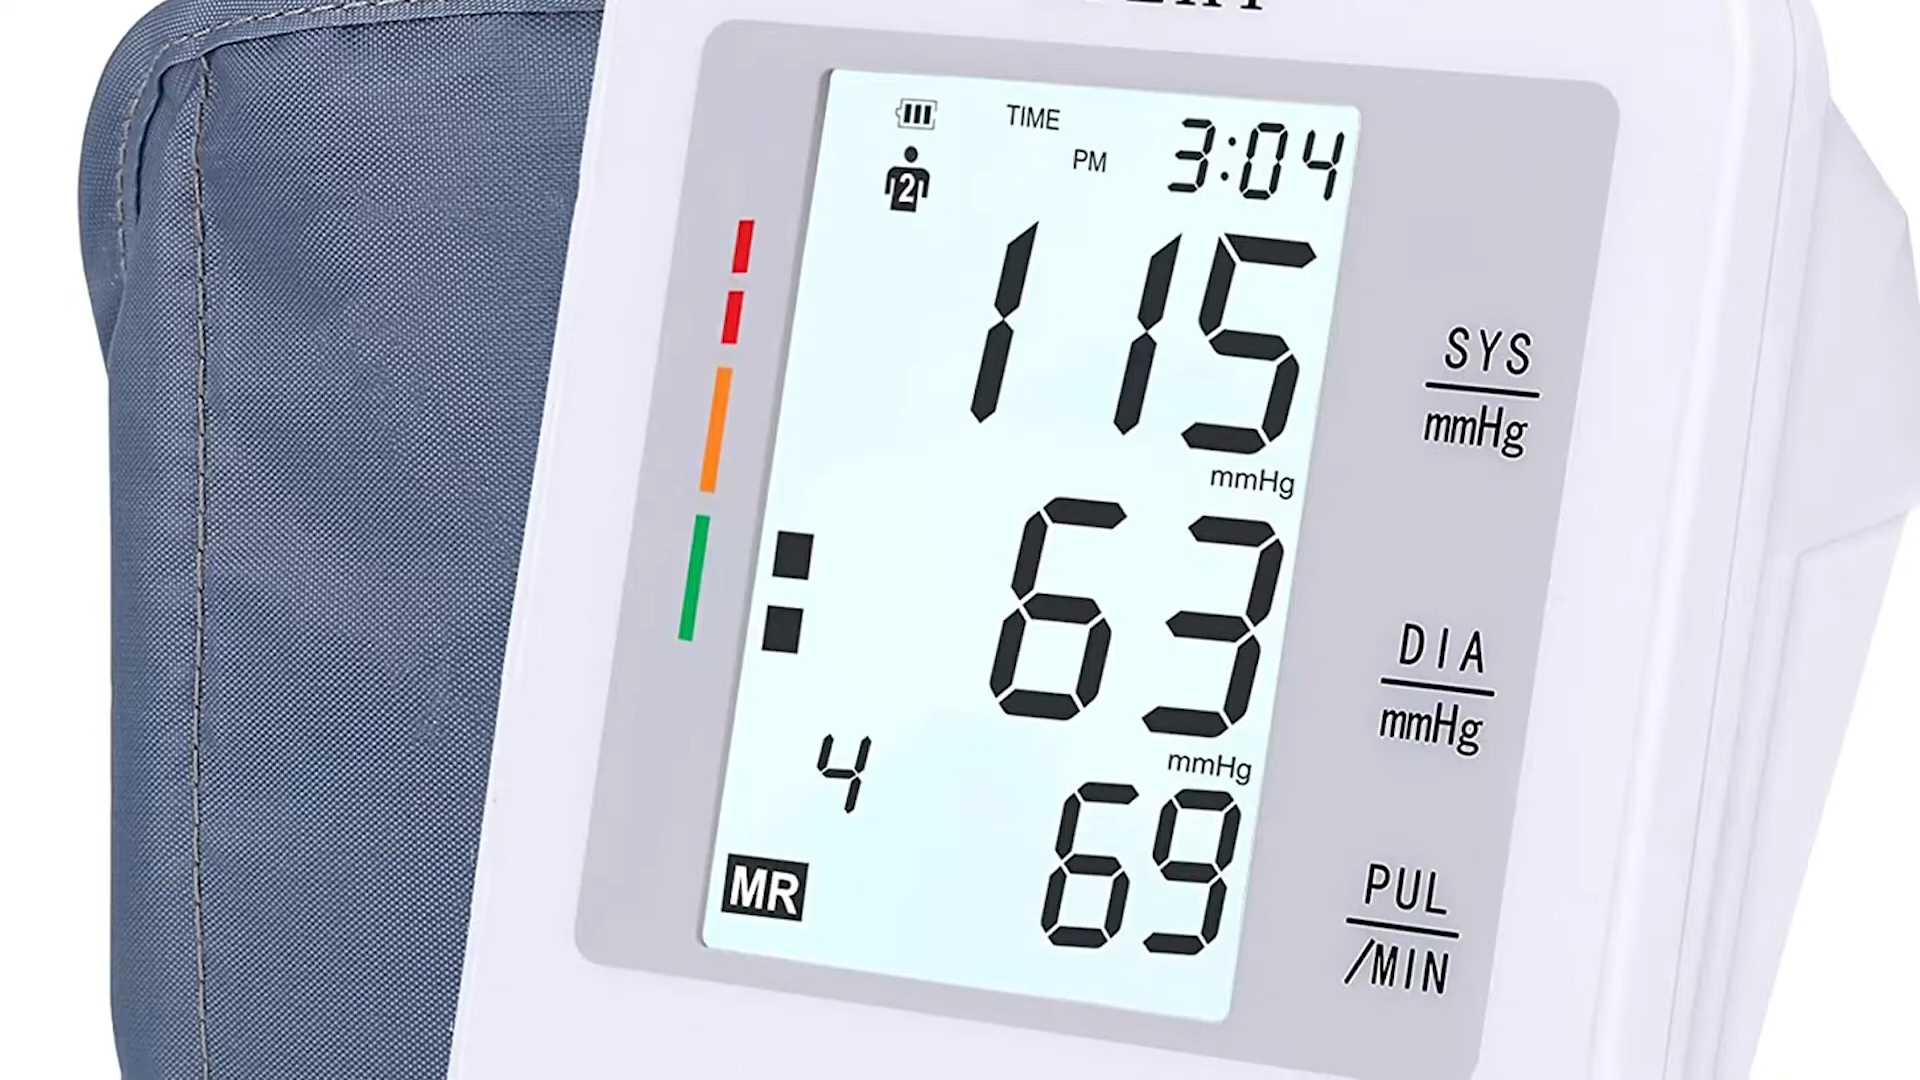 TIME
PM 3:04
2
115
SYS
mmHg
mmHg
63
DIA
mmHg
mmHg
4
69
MR
PUL
/MIN